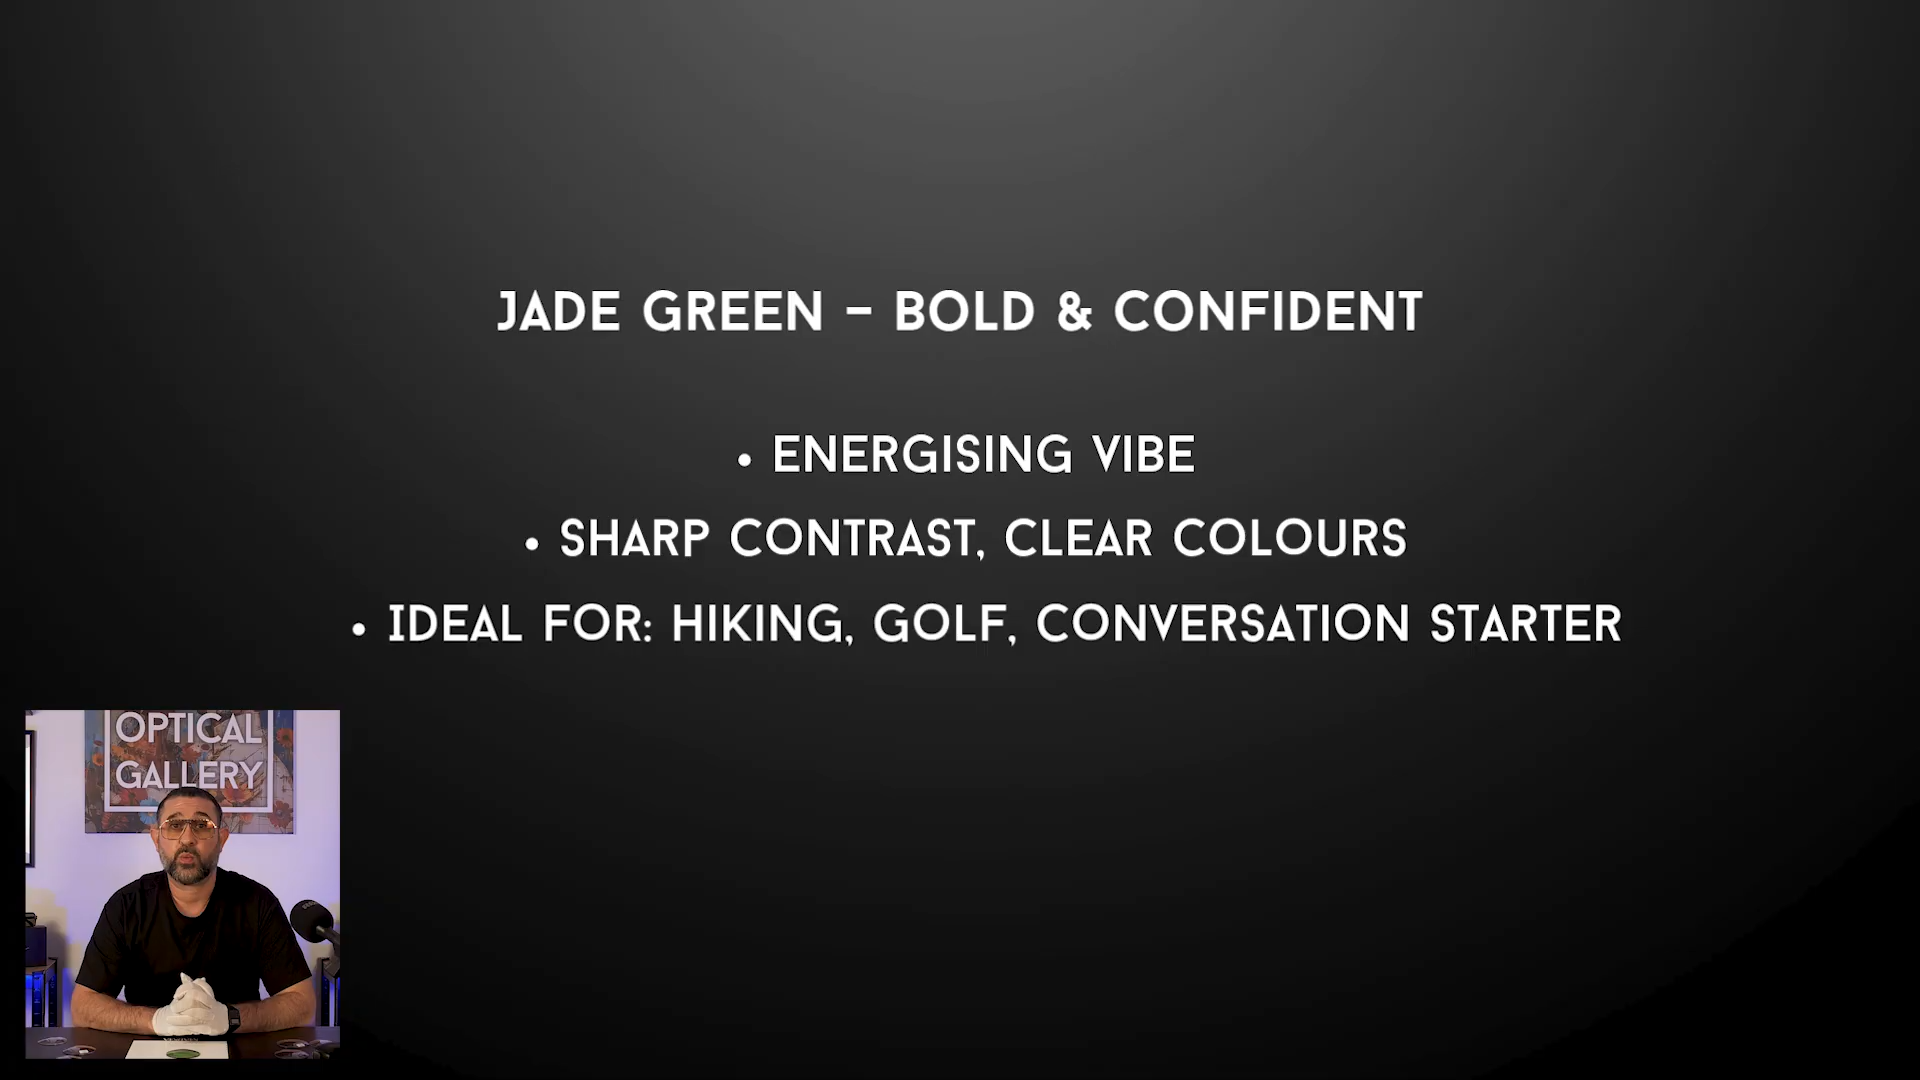 JADE GREEN – BOLD & CONFIDENT
• ENERGISING VIBE
• SHARP CONTRAST, CLEAR COLOURS
• IDEAL FOR: HIKING, GOLF, CONVERSATION STARTER
OPTICAL
GALLERY